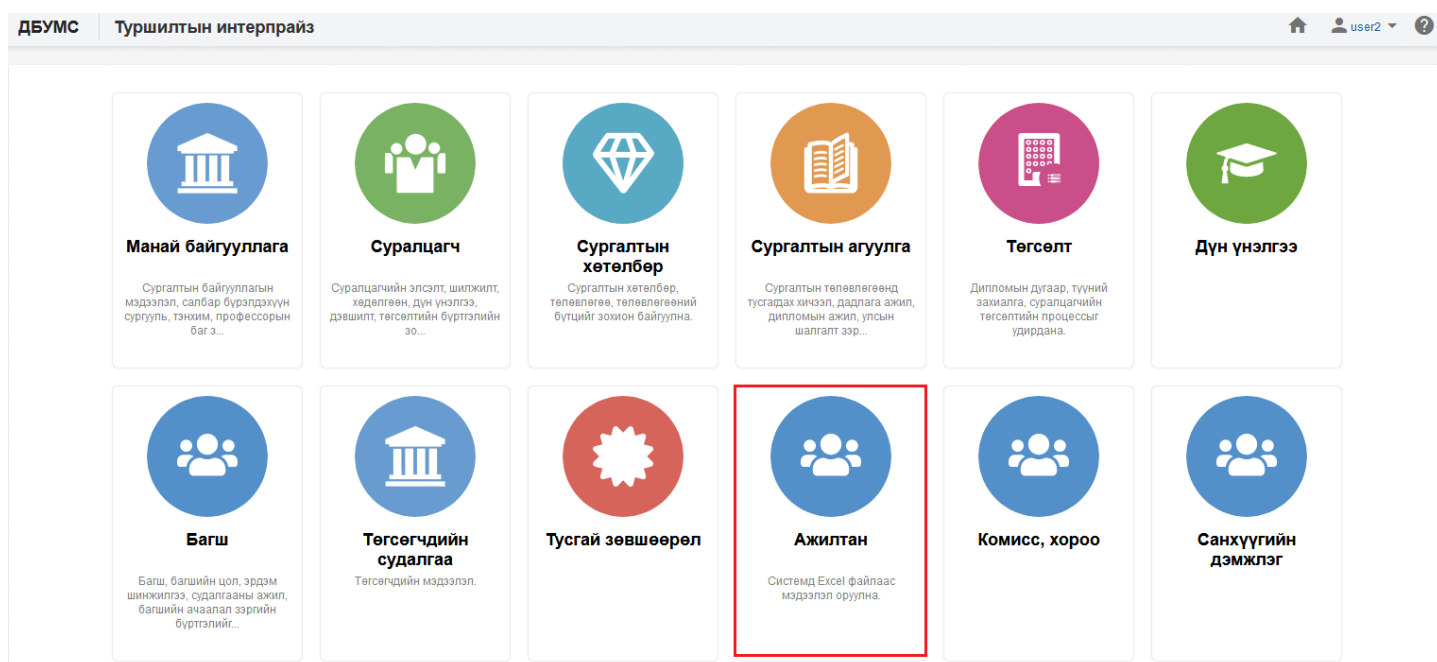 ДБУМС Туршилтын интерпрайз user2
Манай байгууллага
Сургалтын байгууллагын
мэдээлэл, салбар бүрэлдэхүүн
сургууль, тэнхим, профессорын
баг з...
Суралцагч
Суралцагчийн элсэлт, шилжилт,
хөдөлгөөн, дүн үнэлгээ,
дэвшилт, төгсөлтийн бүртгэлийн
зо...
Сургалтын
хөтөлбөр
Сургалтын хөтөлбөр,
төлөвлөгөө, төлөвлөгөөний
бүтцийг зохион байгуулна.
Сургалтын агуулга
Сургалтын төлөвлөгөөнд
тусгагдах хичээл, дадлага ажил,
дипломын ажил, улсын
шалгалт зэр...
Төгсөлт
Дипломын дугаар, түүний
захиалга, суралцагчийн
төгсөлтийн процессыг
удирдана.
Дүн үнэлгээ
Багш
Багш, багшийн цол, эрдэм
шинжилгээ, судалгааны ажил,
багшийн ачаалал зэргийн
бүртгэлийг...
Төгсөгчдийн
судалгаа
Төгсөгчдийн мэдээлэл.
Тусгай зөвшөөрөл
Ажилтан
Системд Excel файлаас
мэдээлэл оруулна.
Комисс, хороо
Санхүүгийн
дэмжлэг